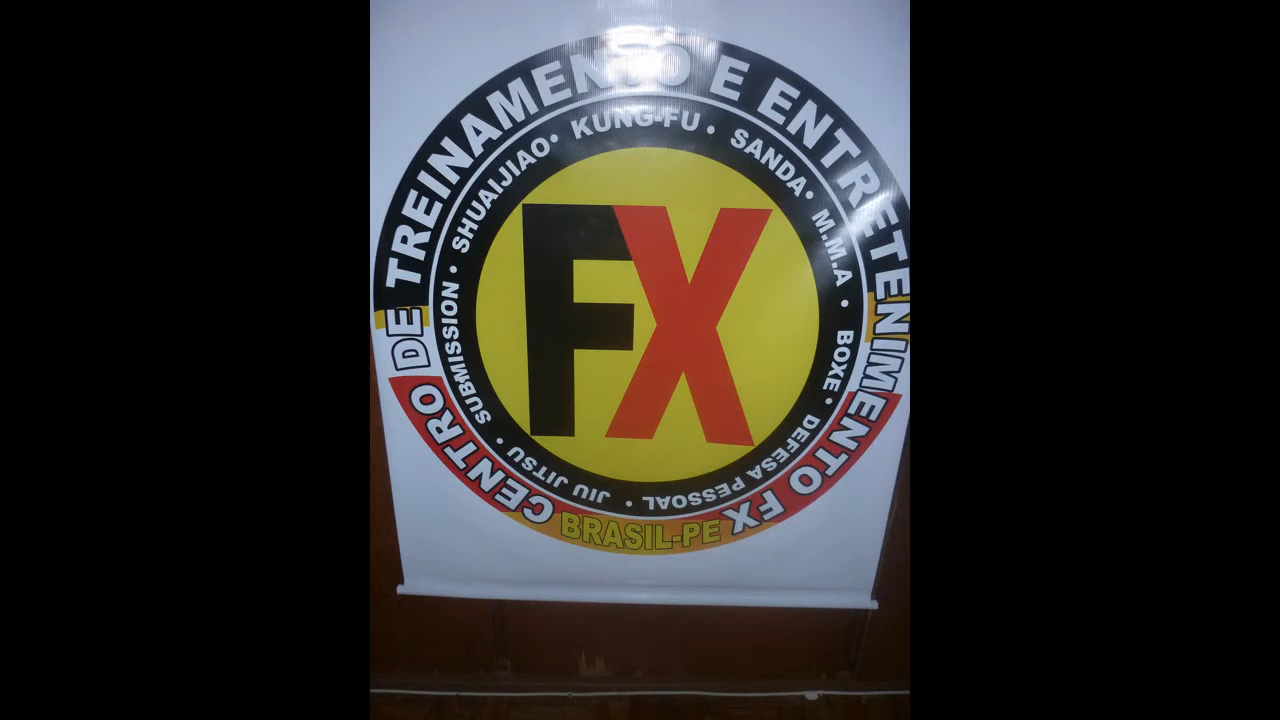 CENTRO DE TREINAMENTO E ENTRETENIMENTO FX
SUBMISSION • SHUAIJIAO • KUNG-FU • SANDA • M.M.A • BOXE • DEFESA PESSOAL • JIU JITSU •
FX
BRASIL-PE